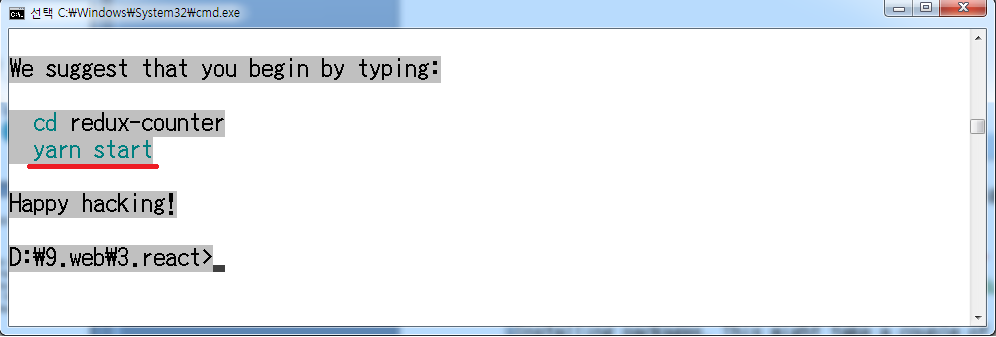 선택 C:₩Windows₩System32₩cmd.exe
We suggest that you begin by typing:
cd redux-counter
yarn start
Happy hacking!
D:₩9.web₩3.react>